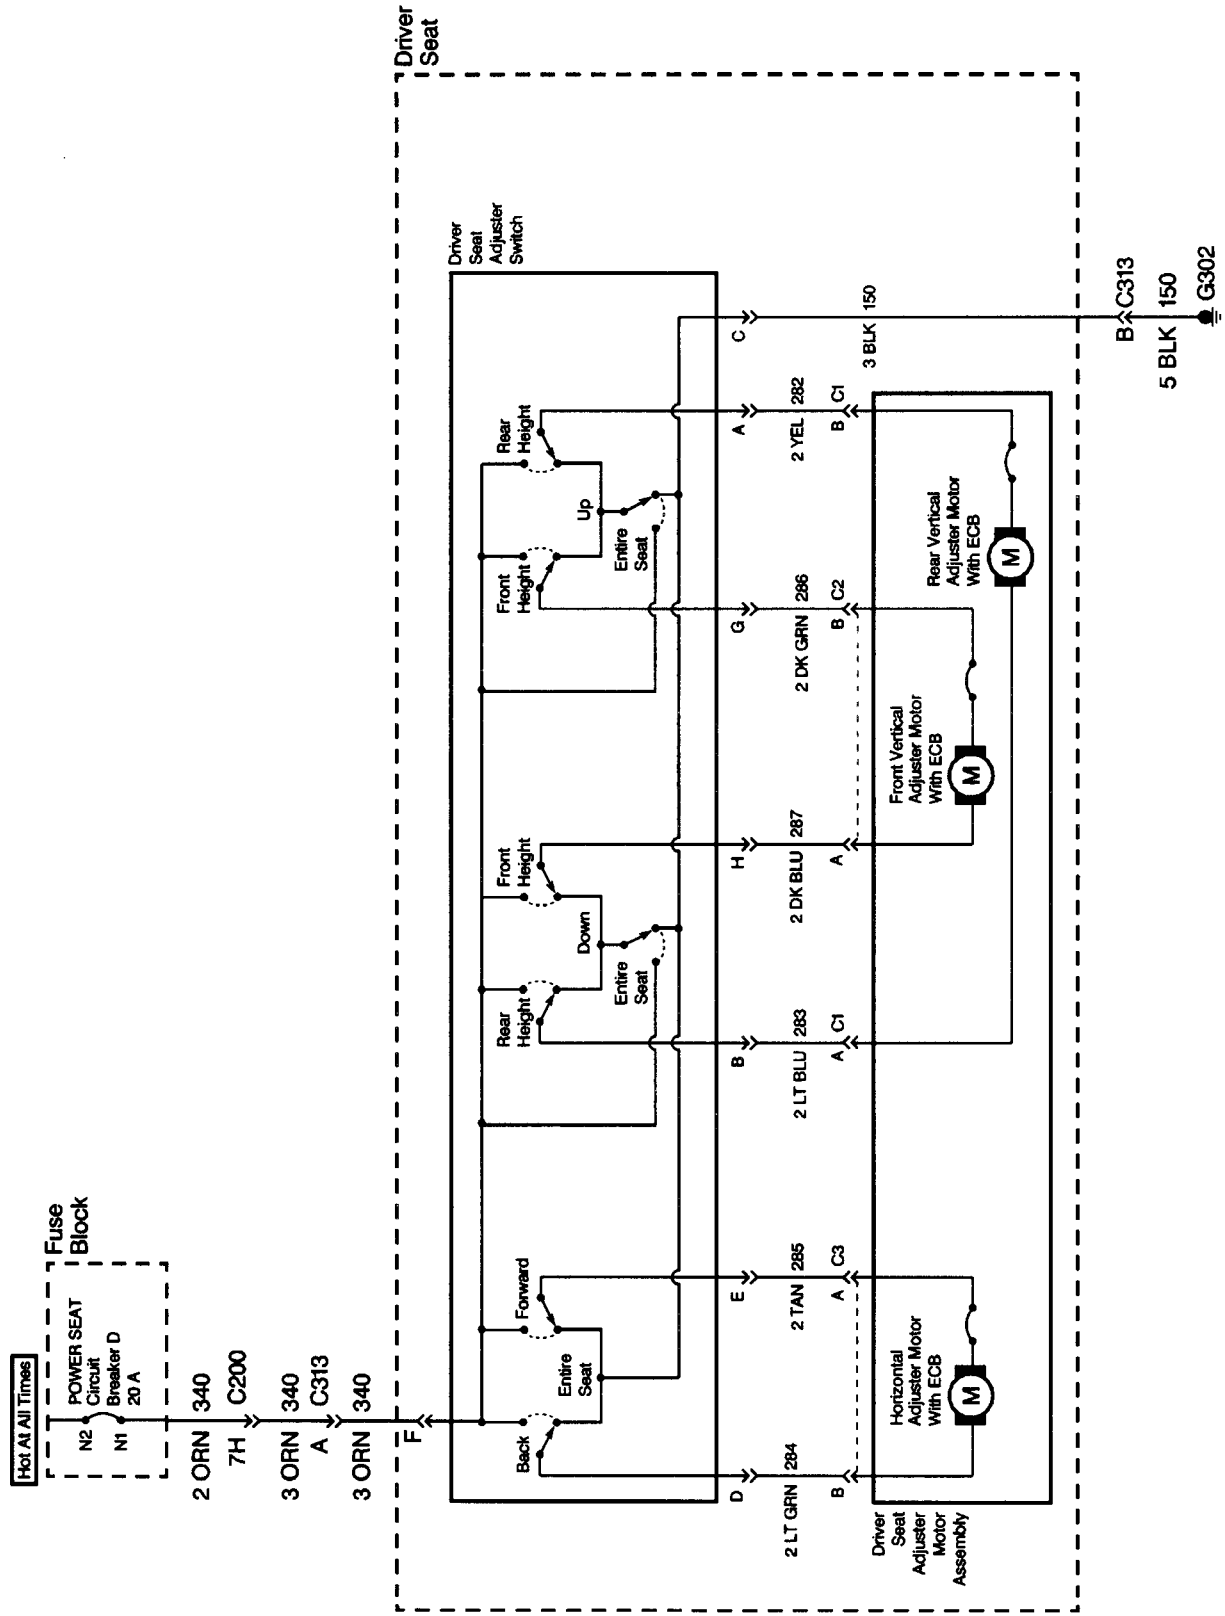 Hot At All Times
Fuse
Block
POWER SEAT
Circuit
Breaker D
20 A
N2
N1
2 ORN 340
7H C200
3 ORN 340
A C313
3 ORN 340
F
Driver
Seat
Driver
Seat
Adjuster
Switch
Back
Forward
Entire
Seat
Rear
Height
Front
Height
Down
Entire
Seat
Front
Height
Rear
Height
Up
Entire
Seat
D
E
B
H
G
A
C
2 LT GRN 284
2 TAN 285
2 LT BLU 283
2 DK BLU 287
2 DK GRN 286
2 YEL 282
3 BLK 150
B
A C3
A C1
A
B C2
B C1
Driver
Seat
Adjuster
Motor
Assembly
Horizontal
Adjuster Motor
With ECB
M
Front Vertical
Adjuster Motor
With ECB
M
Rear Vertical
Adjuster Motor
With ECB
M
B C313
5 BLK 150
G302